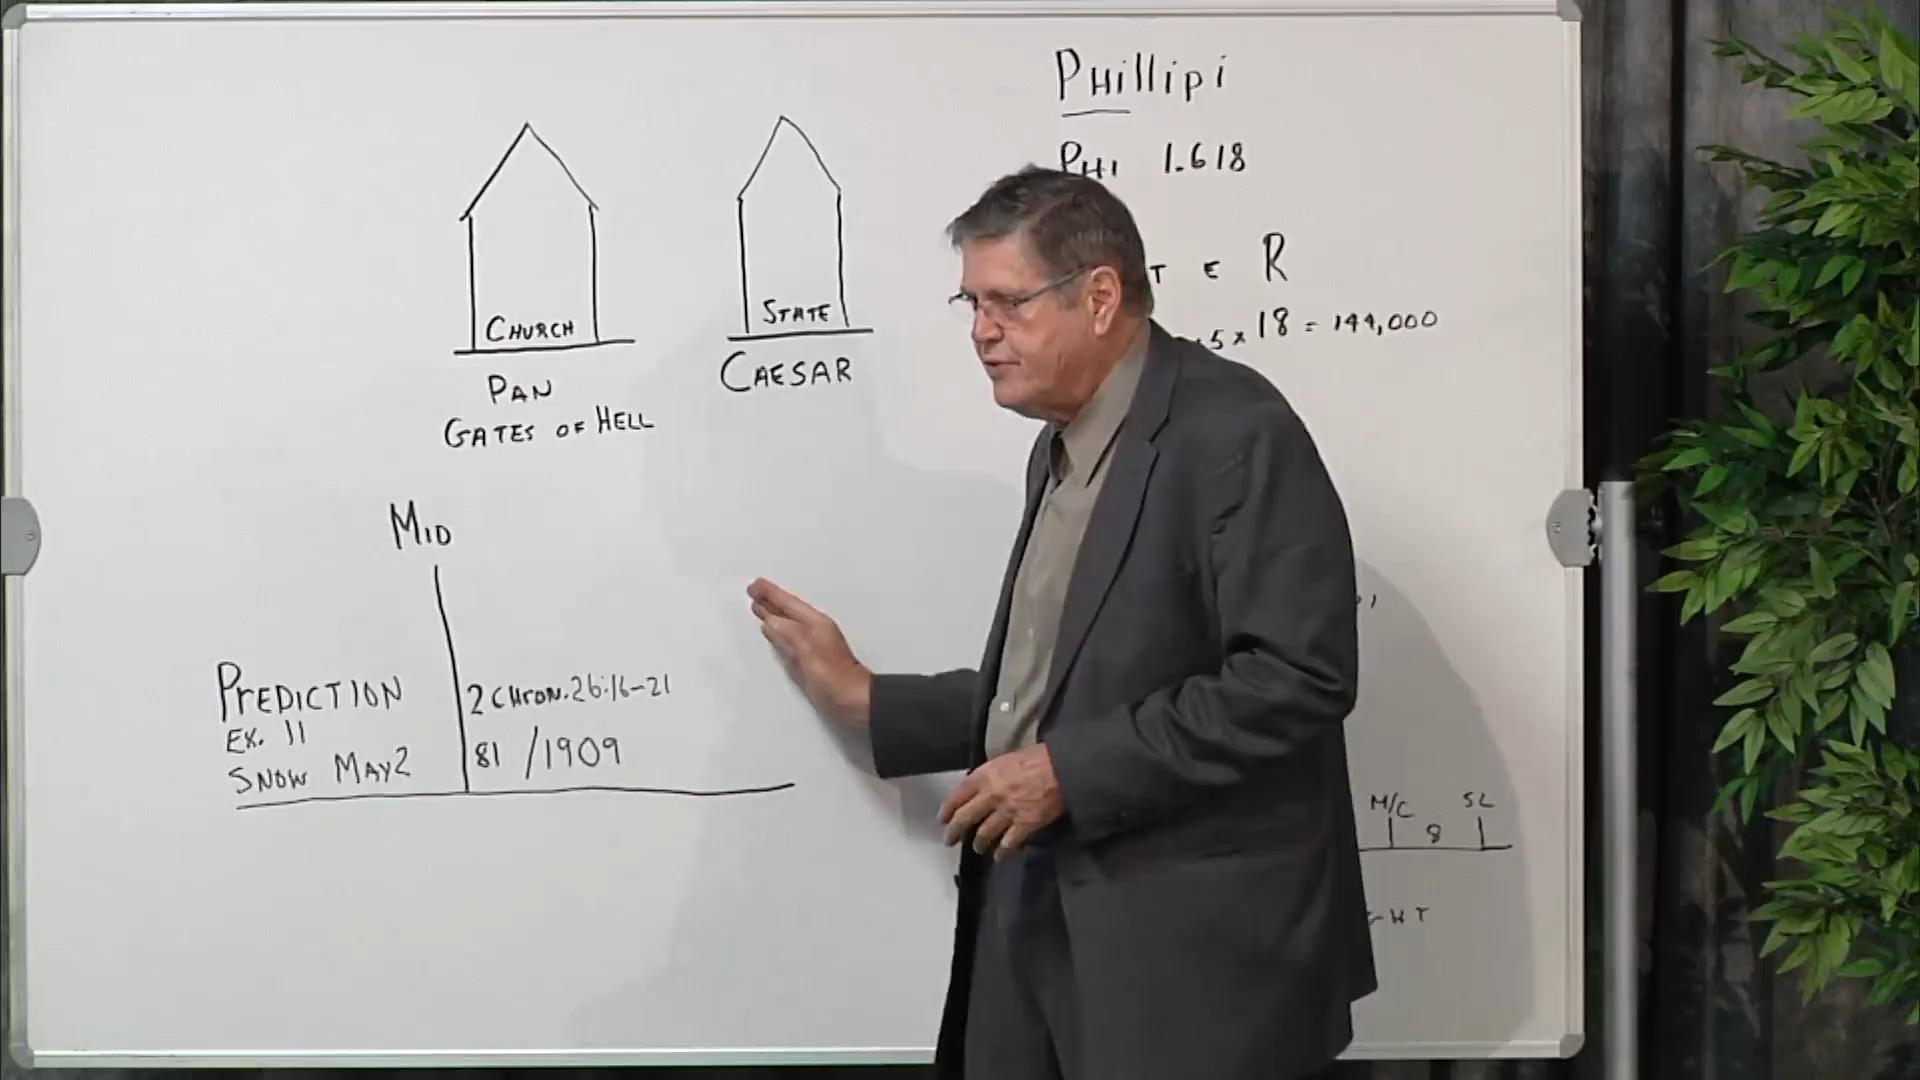 CHURCH
PAN
GATES OF HELL
STATE
CAESAR
MID
PREDICTION
EX. 11
SNOW MAY 2
2 CHRON. 26:16-21
81 / 1909
PHillipi
PHI 1.618
T E R
5 x 18 = 144,000
M/C 8 SL
HT